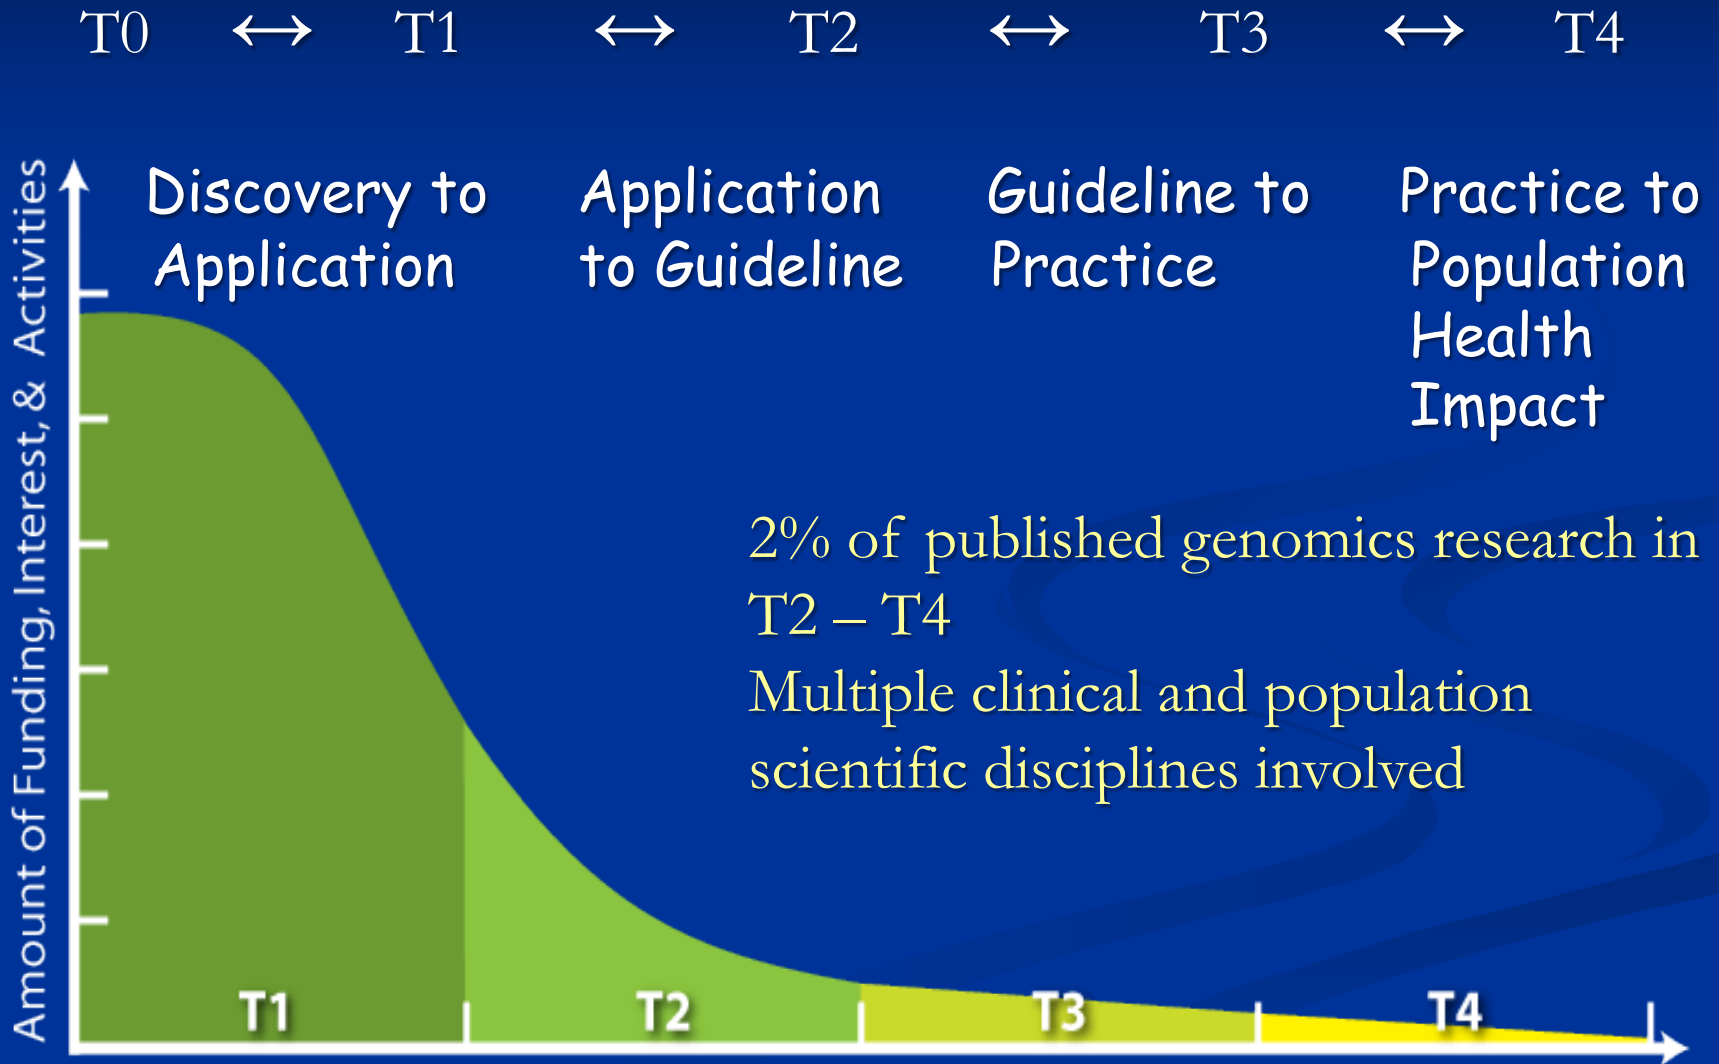 T0 ↔ T1 ↔ T2 ↔ T3 ↔ T4
Discovery to
Application
Application
to Guideline
Guideline to
Practice
Practice to
Population
Health
Impact
Amount of Funding, Interest, & Activities
2% of published genomics research in
T2 – T4
Multiple clinical and population
scientific disciplines involved
T1 T2 T3 T4